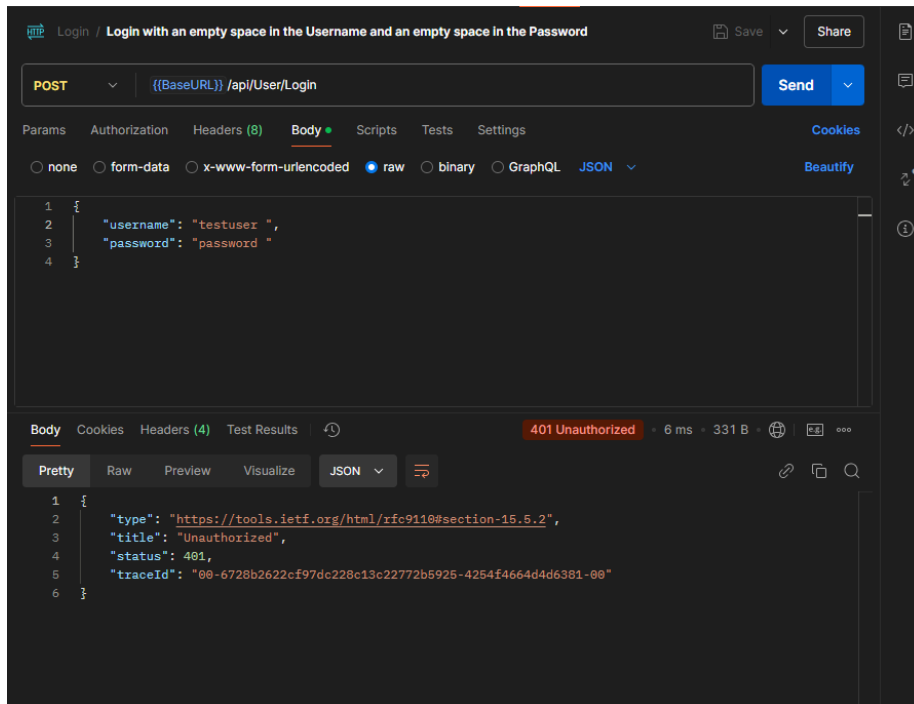 HTTP Login / Login with an empty space in the Username and an empty space in the Password Save Share
POST {{BaseURL}} /api/User/Login Send
Params Authorization Headers (8) Body Scripts Tests Settings Cookies
none form-data x-www-form-urlencoded raw binary GraphQL JSON Beautify
1 {
2 "username": "testuser ",
3 "password": "password "
4 }
Body Cookies Headers (4) Test Results 401 Unauthorized 6 ms 331 B e.g.
Pretty Raw Preview Visualize JSON
1 {
2 "type": "https://tools.ietf.org/html/rfc9110#section-15.5.2",
3 "title": "Unauthorized",
4 "status": 401,
5 "traceId": "00-6728b2622cf97dc228c13c22772b5925-4254f4664d4d6381-00"
6 }